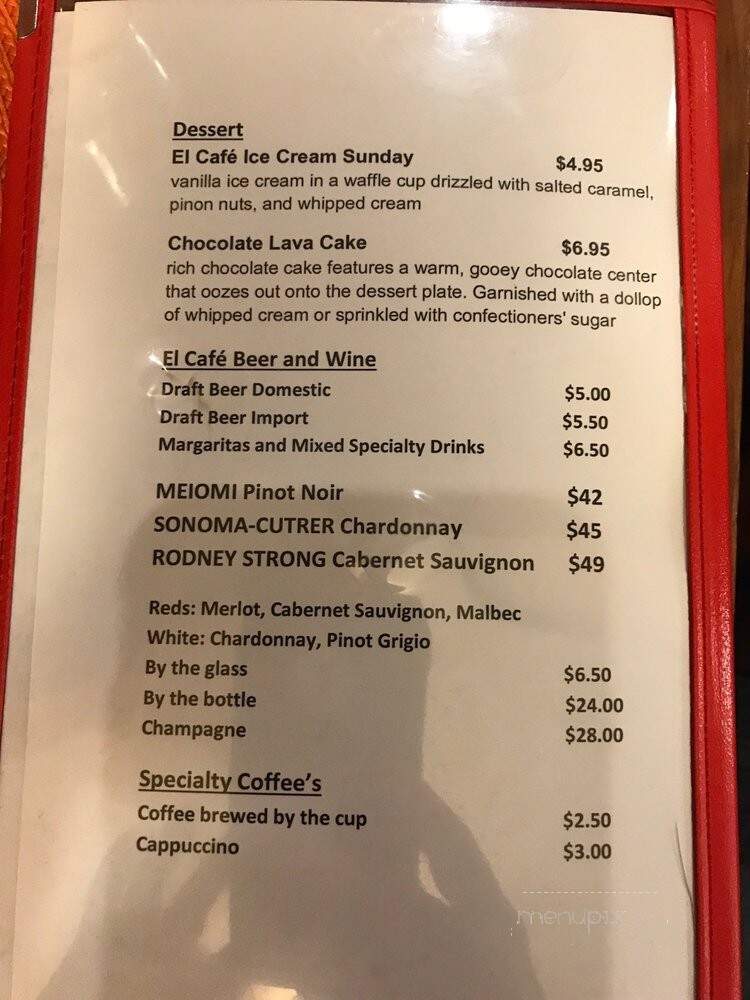 Dessert
El Café Ice Cream Sunday $4.95
vanilla ice cream in a waffle cup drizzled with salted caramel,
pinon nuts, and whipped cream
Chocolate Lava Cake $6.95
rich chocolate cake features a warm, gooey chocolate center
that oozes out onto the dessert plate. Garnished with a dollop
of whipped cream or sprinkled with confectioners' sugar
El Café Beer and Wine
Draft Beer Domestic $5.00
Draft Beer Import $5.50
Margaritas and Mixed Specialty Drinks $6.50
MEIOMI Pinot Noir $42
SONOMA-CUTRER Chardonnay $45
RODNEY STRONG Cabernet Sauvignon $49
Reds: Merlot, Cabernet Sauvignon, Malbec
White: Chardonnay, Pinot Grigio
By the glass $6.50
By the bottle $24.00
Champagne $28.00
Specialty Coffee's
Coffee brewed by the cup $2.50
Cappuccino $3.00
menupix